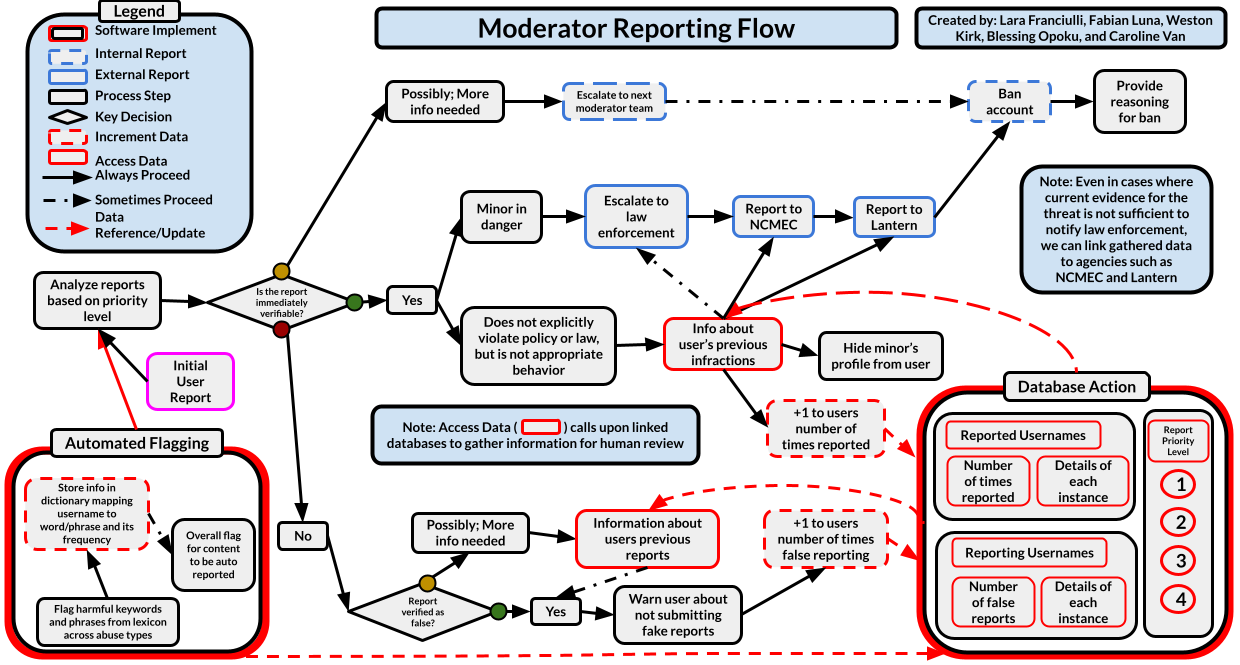 Legend
Software Implement
Internal Report
External Report
Process Step
Key Decision
Increment Data
Access Data
Always Proceed
Sometimes Proceed
Data
Reference/Update
Moderator Reporting Flow
Created by: Lara Franciulli, Fabian Luna, Weston
Kirk, Blessing Opoku, and Caroline Van
Possibly; More
info needed
Escalate to next
moderator team
Ban
account
Provide
reasoning
for ban
Minor in
danger
Escalate to
law
enforcement
Report to
NCMEC
Report to
Lantern
Note: Even in cases where
current evidence for the
threat is not sufficient to
notify law enforcement,
we can link gathered data
to agencies such as
NCMEC and Lantern
Analyze reports
based on priority
level
Is the report
immediately
verifiable?
Yes
Does not explicitly
violate policy or law,
but is not appropriate
behavior
Info about
user's previous
infractions
Hide minor's
profile from user
Initial
User
Report
+1 to users
number of
times reported
Note: Access Data ( ) calls upon linked
databases to gather information for human review
Automated Flagging
Store info in
dictionary mapping
username to
word/phrase and its
frequency
Overall flag
for content
to be auto
reported
Flag harmful keywords
and phrases from lexicon
across abuse types
No
Possibly; More
info needed
Information about
users previous
reports
+1 to users
number of times
false reporting
Report
verified as
false?
Yes
Warn user about
not submitting
fake reports
Database Action
Reported Usernames
Number
of times
reported
Details of
each
instance
Reporting Usernames
Number
of false
reports
Details of
each
instance
Report
Priority
Level
1
2
3
4